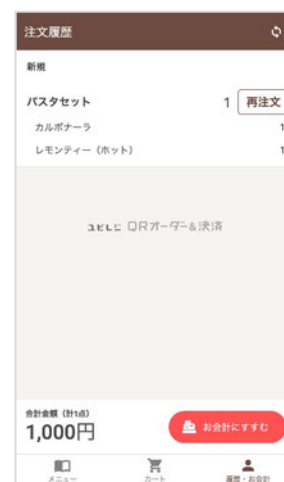 注文履歴
新規
パスタセット 1 再注文
カルボナーラ 1
レモンティー（ホット） 1
QRオーダー&決済
合計金額（計1点）
1,000円
お会計にすすむ
メニュー カート 履歴・お会計